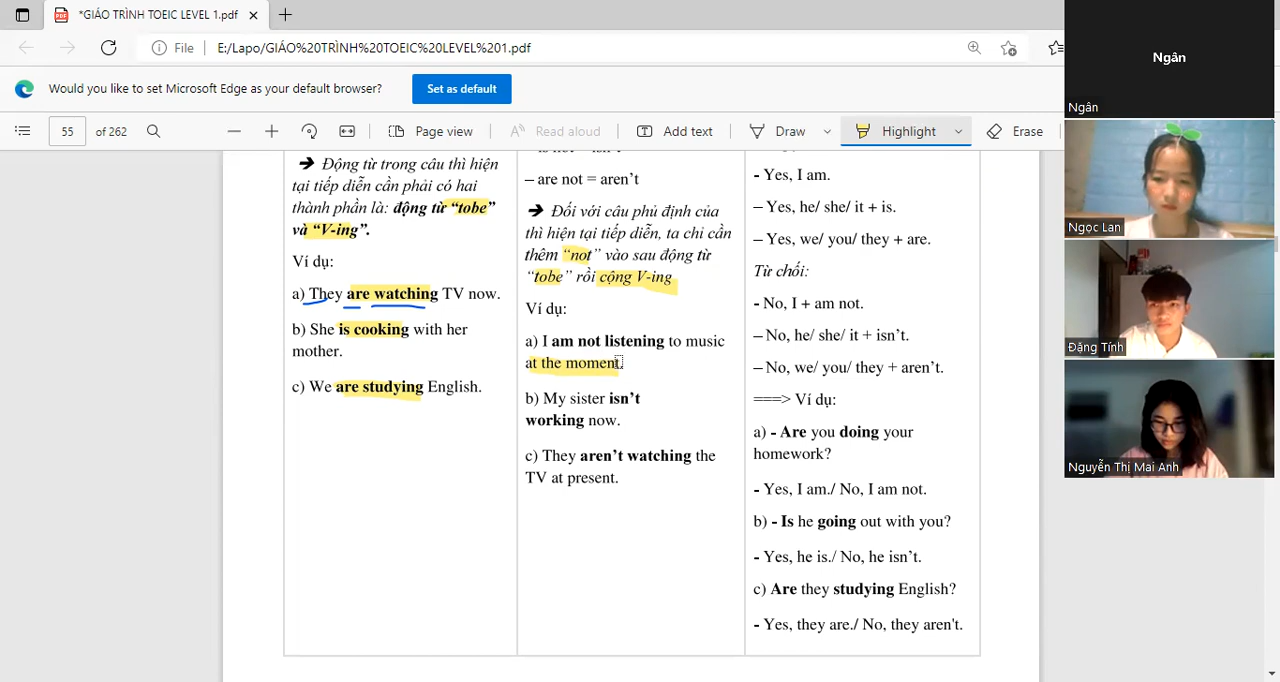 *GIÁO TRÌNH TOEIC LEVEL 1.pdf
File
E:/Lapo/GIÁO%20TRÌNH%20TOEIC%20LEVEL%201.pdf
Would you like to set Microsoft Edge as your default browser?
Set as default
55 of 262
Page view
Read aloud
Add text
Draw
Highlight
Erase
➔ Động từ trong câu thì hiện
tại tiếp diễn cần phải có hai
thành phần là: động từ “tobe”
và “V-ing”.
Ví dụ:
a) They are watching TV now.
b) She is cooking with her
mother.
c) We are studying English.
– are not = aren’t
➔ Đối với câu phủ định của
thì hiện tại tiếp diễn, ta chỉ cần
thêm “not” vào sau động từ
“tobe” rồi cộng V-ing
Ví dụ:
a) I am not listening to music
at the moment.
b) My sister isn’t
working now.
c) They aren’t watching the
TV at present.
- Yes, I am.
– Yes, he/ she/ it + is.
– Yes, we/ you/ they + are.
Từ chối:
- No, I + am not.
– No, he/ she/ it + isn’t.
– No, we/ you/ they + aren’t.
===> Ví dụ:
a) - Are you doing your
homework?
- Yes, I am./ No, I am not.
b) - Is he going out with you?
- Yes, he is./ No, he isn’t.
c) Are they studying English?
- Yes, they are./ No, they aren't.
Ngân
Ngân
Ngọc Lan
Đặng Tính
Nguyễn Thị Mai Anh